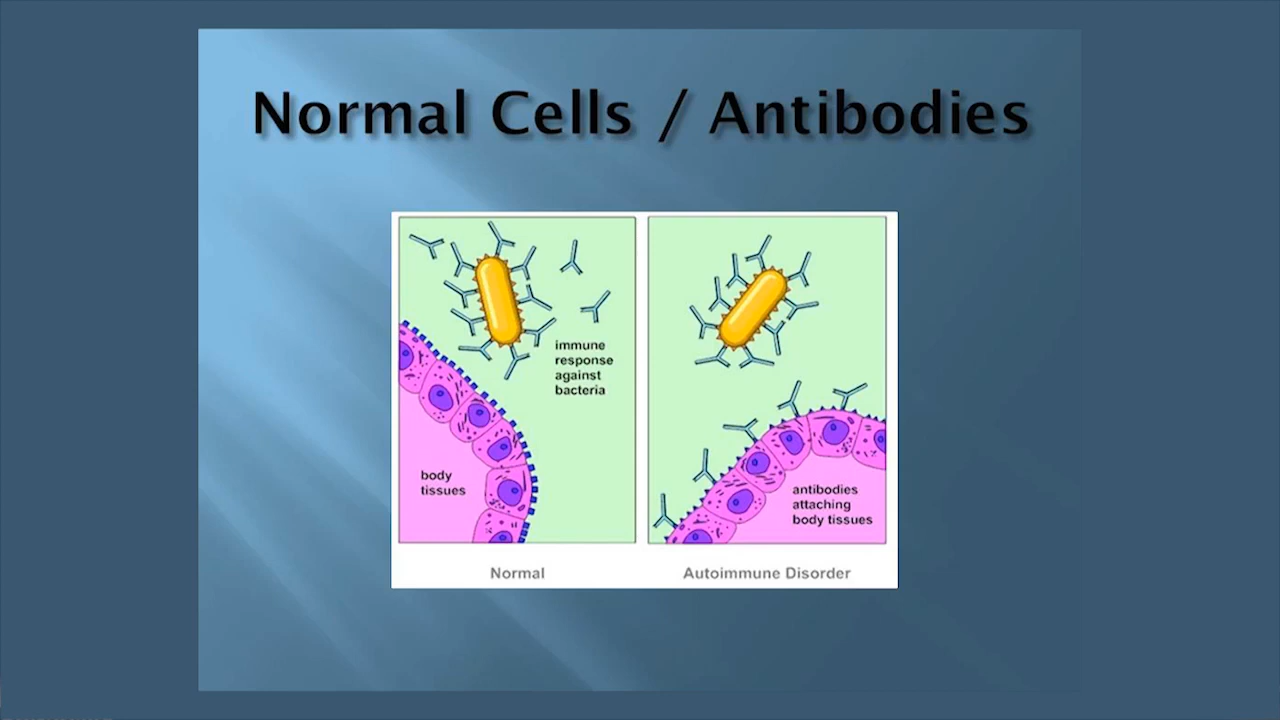 Normal Cells / Antibodies
immune
response
against
bacteria
body
tissues
antibodies
attaching
body tissues
Normal
Autoimmune Disorder